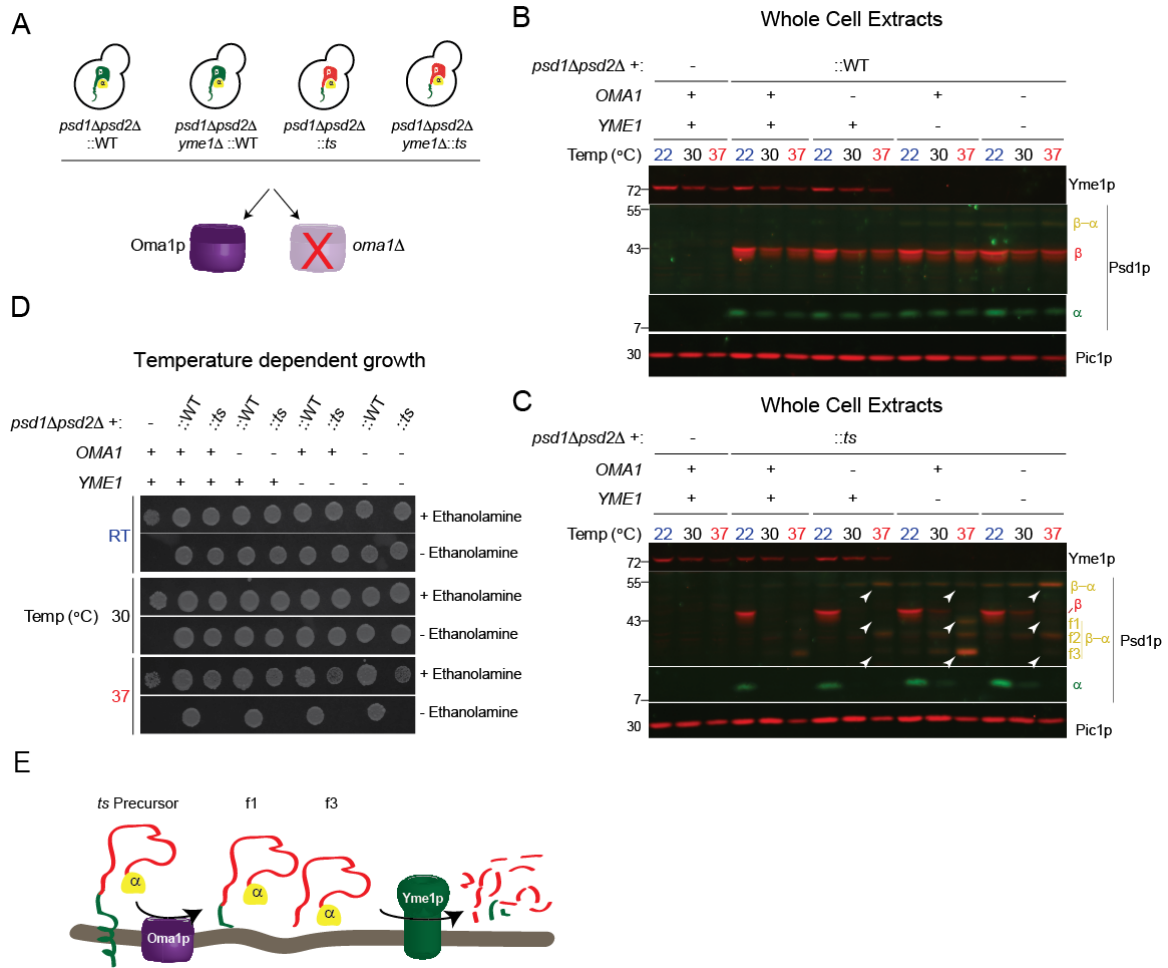 A
β
α
β
α
β
α
β
α
psd1Δpsd2Δ
::WT
psd1Δpsd2Δ
yme1Δ ::WT
psd1Δpsd2Δ
::ts
psd1Δpsd2Δ
yme1Δ::ts
Oma1p
X
oma1Δ
B
Whole Cell Extracts
psd1Δpsd2Δ +: - ::WT
OMA1 + + - + -
YME1 + + + - -
Temp (°C) 22 30 37 22 30 37 22 30 37 22 30 37 22 30 37
72 Yme1p
55
β-α
43 β Psd1p
α
7
30 Pic1p
C
Whole Cell Extracts
psd1Δpsd2Δ +: - ::ts
OMA1 + + - + -
YME1 + + + - -
Temp (°C) 22 30 37 22 30 37 22 30 37 22 30 37 22 30 37
72 Yme1p
55 β-α
β
43 f1
f2 β-α Psd1p
f3
α
7
30 Pic1p
D
Temperature dependent growth
psd1Δpsd2Δ +: - ::WT ::ts ::WT ::ts ::WT ::ts ::WT ::ts
OMA1 + + + - - + + - -
YME1 + + + + + - - - -
RT + Ethanolamine
- Ethanolamine
Temp (°C) 30 + Ethanolamine
- Ethanolamine
37 + Ethanolamine
- Ethanolamine
E
ts Precursor f1 f3
α
α
α
Oma1p
Yme1p